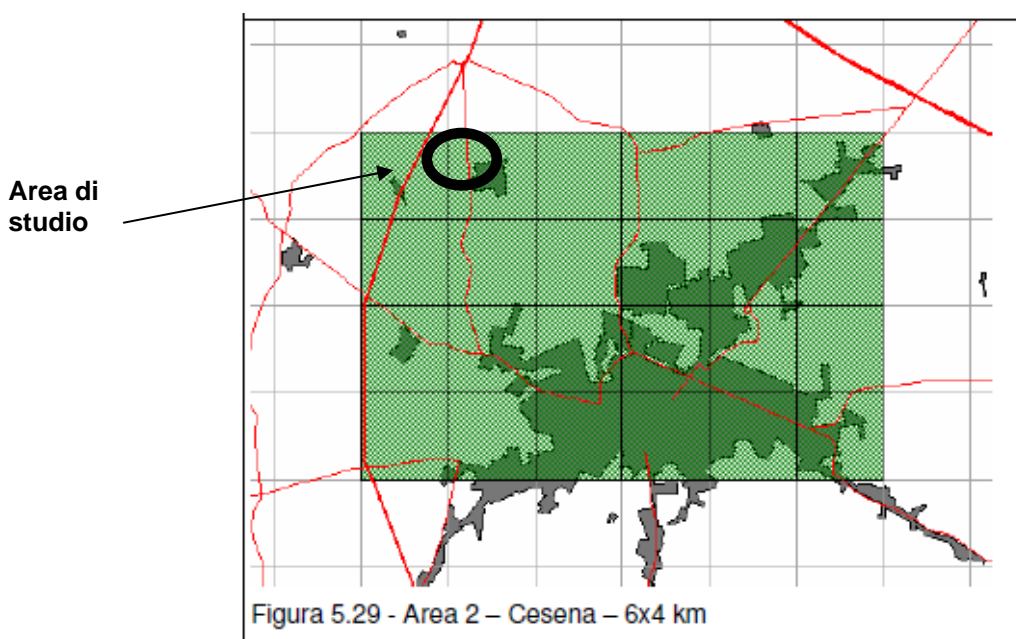 Area di
studio
Figura 5.29 - Area 2 – Cesena – 6x4 km